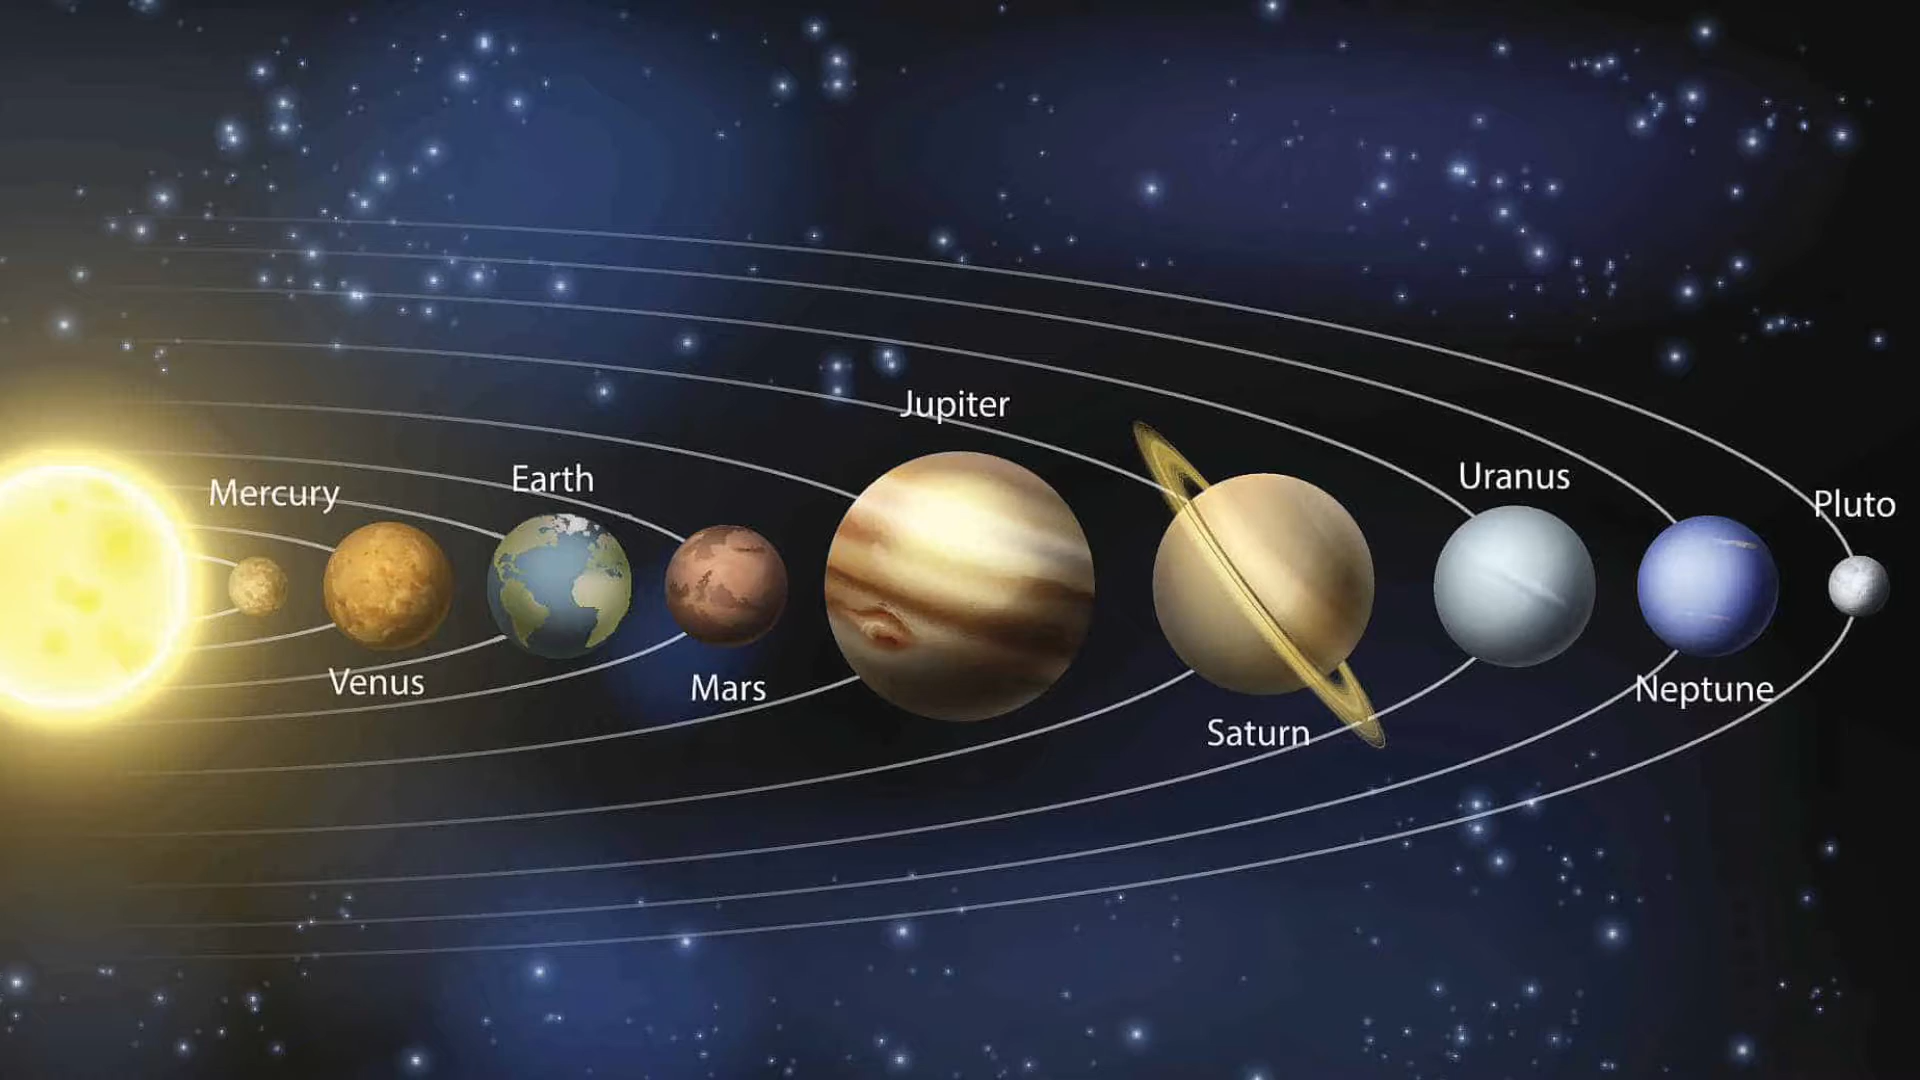 Mercury
Venus
Earth
Mars
Jupiter
Saturn
Uranus
Neptune
Pluto